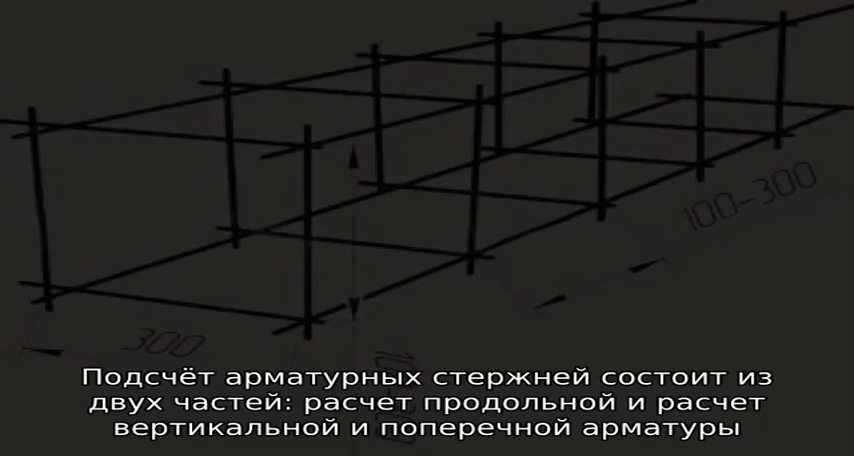 100-300
300
Подсчёт арматурных стержней состоит из
двух частей: расчет продольной и расчет
вертикальной и поперечной арматуры